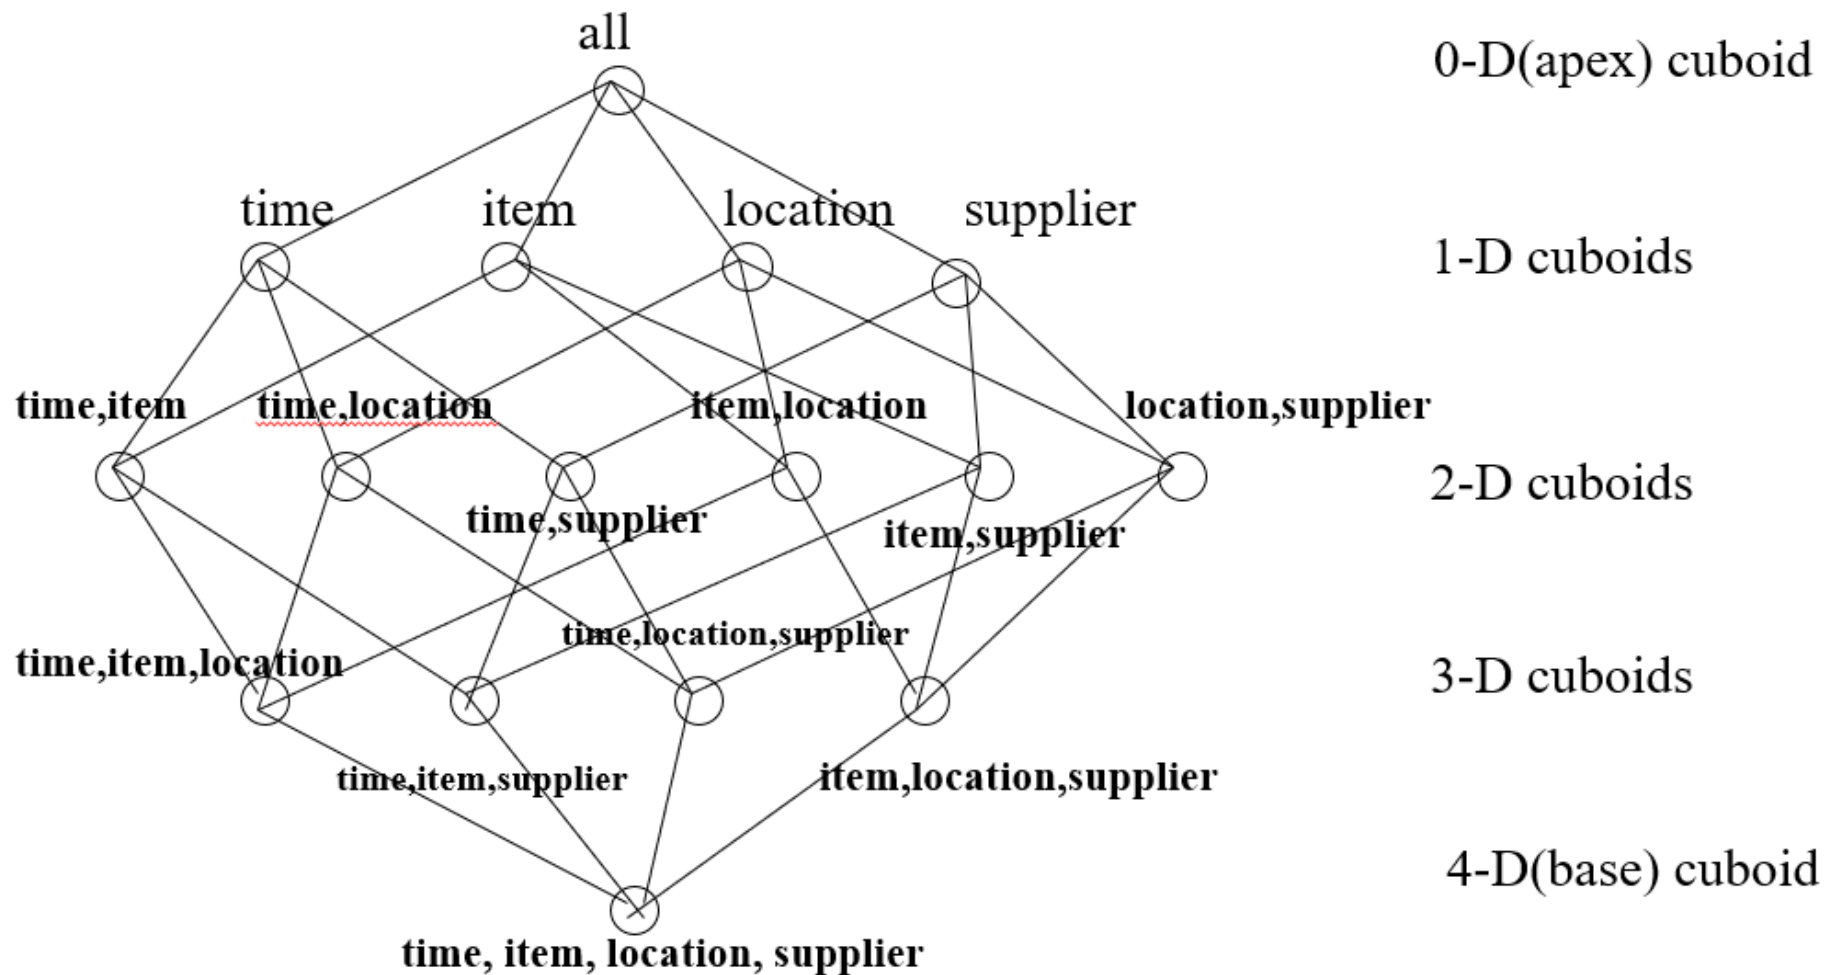 all
0-D(apex) cuboid
time
item
location
supplier
1-D cuboids
time,item
time,location
item,location
location,supplier
2-D cuboids
time,supplier
item,supplier
time,location,supplier
time,item,location
3-D cuboids
time,item,supplier
item,location,supplier
4-D(base) cuboid
time, item, location, supplier